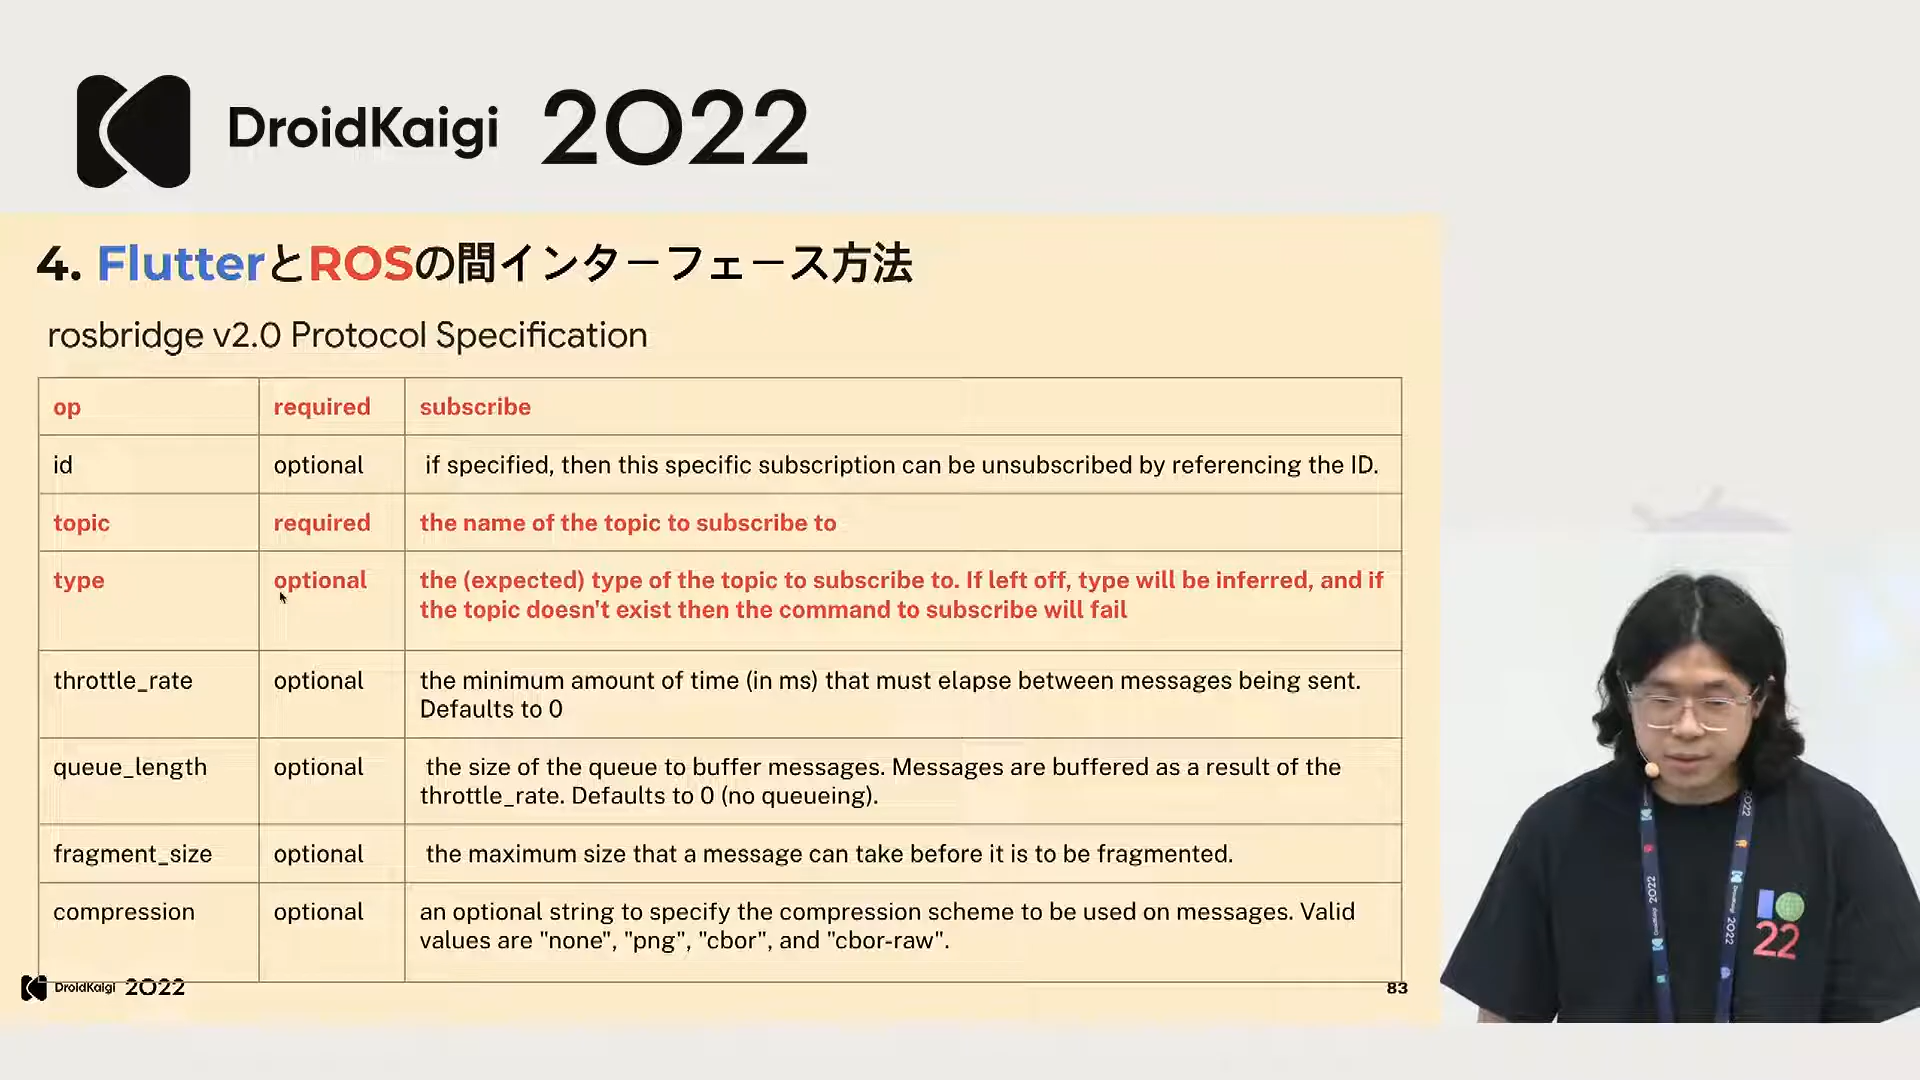 DroidKaigi 2022
4. FlutterとROSの間インターフェース方法
rosbridge v2.0 Protocol Specification
op required subscribe
id optional if specified, then this specific subscription can be unsubscribed by referencing the ID.
topic required the name of the topic to subscribe to
type optional the (expected) type of the topic to subscribe to. If left off, type will be inferred, and if
the topic doesn't exist then the command to subscribe will fail
throttle_rate optional the minimum amount of time (in ms) that must elapse between messages being sent.
Defaults to 0
queue_length optional the size of the queue to buffer messages. Messages are buffered as a result of the
throttle_rate. Defaults to 0 (no queueing).
fragment_size optional the maximum size that a message can take before it is to be fragmented.
compression optional an optional string to specify the compression scheme to be used on messages. Valid
values are "none", "png", "cbor", and "cbor-raw".
DroidKaigi 2022
83
2022
2022
2022
2022
22